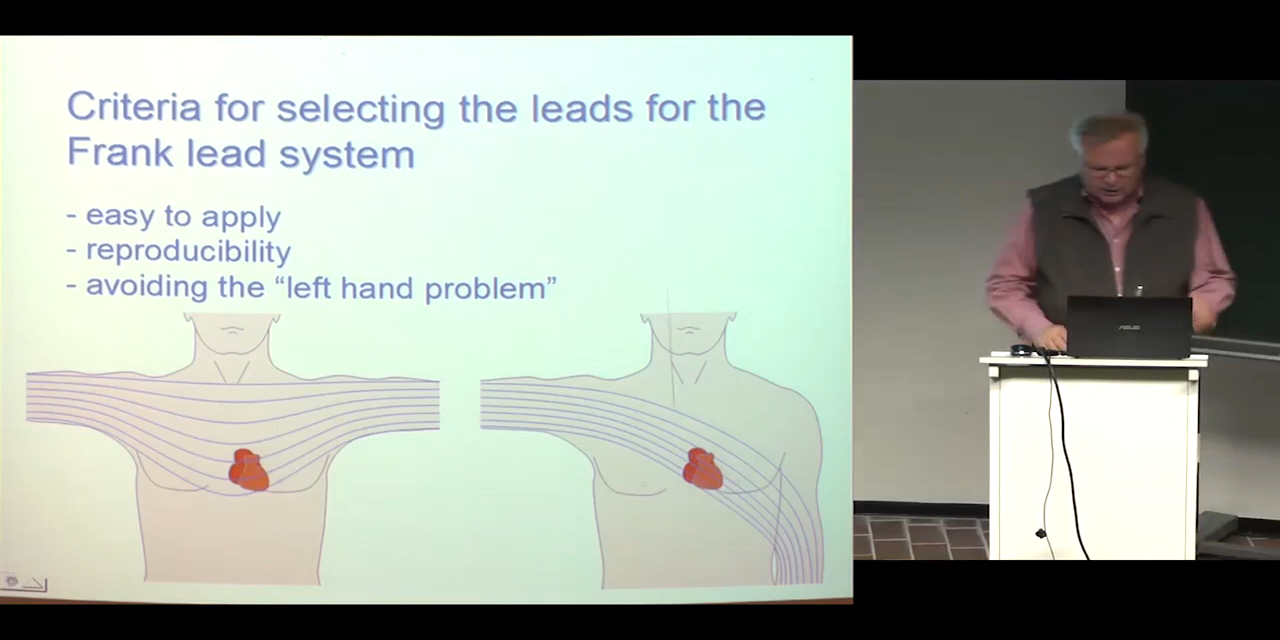 Criteria for selecting the leads for the
Frank lead system
- easy to apply
- reproducibility
- avoiding the “left hand problem”
ASUS